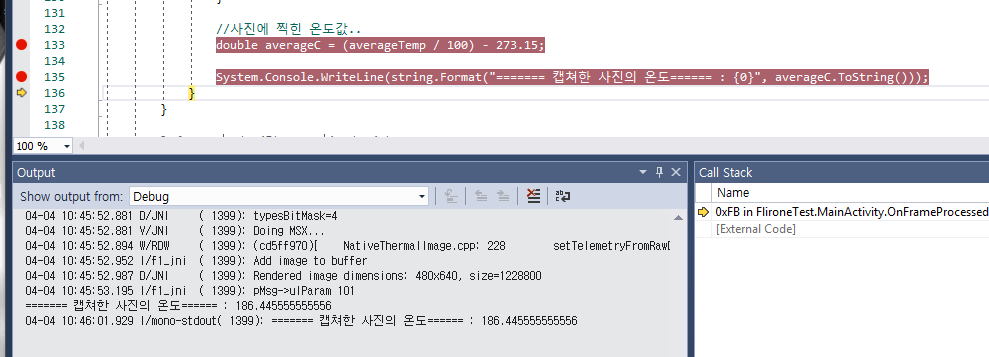 131
132 //사진에 찍힌 온도값..
133 double averageC = (averageTemp / 100) - 273.15;
134
135 System.Console.WriteLine(string.Format("======= 캡쳐한 사진의 온도====== : {0}", averageC.ToString()));
136 }
137 }
138
100 %
Output
Show output from: Debug
04-04 10:45:52.881 D/JNI ( 1399): typesBitMask=4
04-04 10:45:52.881 V/JNI ( 1399): Doing MSX...
04-04 10:45:52.894 W/RDW ( 1399): (cd5ff970)[ NativeThermalImage.cpp: 228 setTelemetryFromRaw[
04-04 10:45:52.952 I/f1_jni ( 1399): Add image to buffer
04-04 10:45:52.987 D/JNI ( 1399): Rendered image dimensions: 480x640, size=1228800
04-04 10:45:53.195 I/f1_jni ( 1399): pMsg->ulParam 101
======= 캡쳐한 사진의 온도====== : 186.445555555556
04-04 10:46:01.929 I/mono-stdout( 1399): ======= 캡쳐한 사진의 온도====== : 186.445555555556
Call Stack
Name
0xFB in FlironeTest.MainActivity.OnFrameProcessed
[External Code]